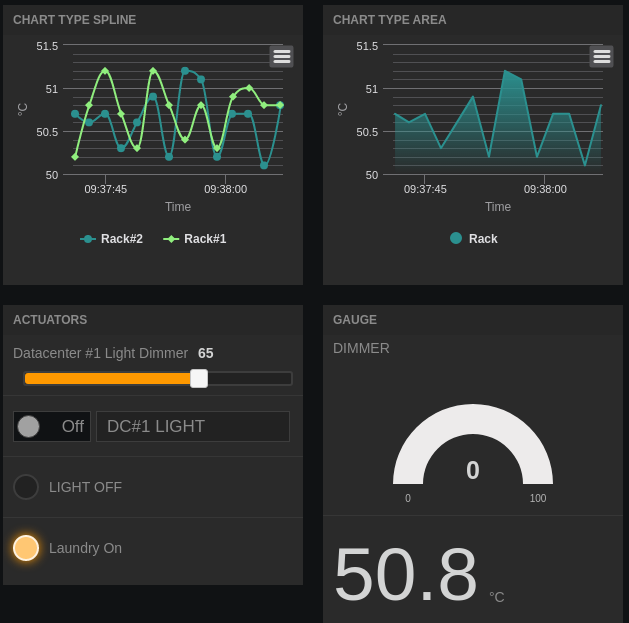 CHART TYPE SPLINE
51.5
51
50.5
50
°C
09:37:45 09:38:00
Time
Rack#2 Rack#1
CHART TYPE AREA
51.5
51
50.5
50
°C
09:37:45 09:38:00
Time
Rack
ACTUATORS
Datacenter #1 Light Dimmer 65
Off DC#1 LIGHT
LIGHT OFF
Laundry On
GAUGE
DIMMER
0
0 100
50.8 °C